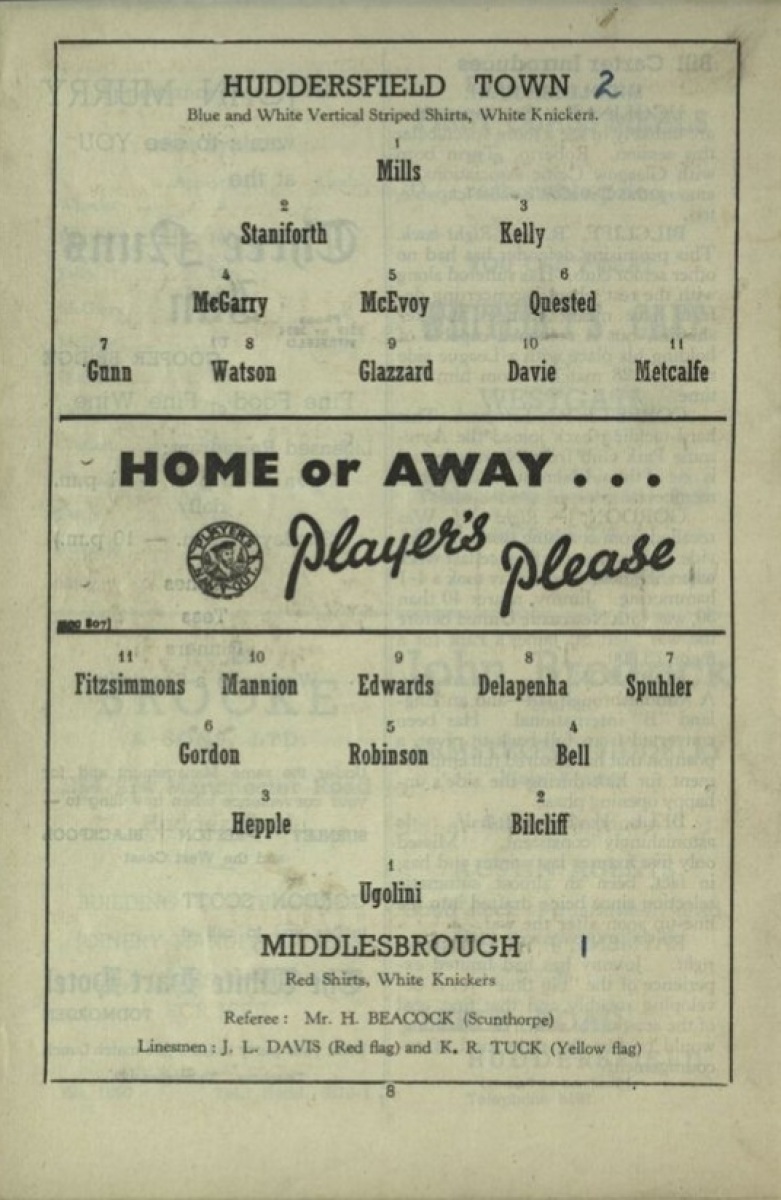 HUDDERSFIELD TOWN 2
Blue and White Vertical Striped Shirts, White Knickers.
1
Mills
2 3
Staniforth Kelly
4 5 6
McGarry McEvoy Quested
7 8 9 10 11
Gunn Watson Glazzard Davie Metcalfe
HOME or AWAY . . .
Player's Please
11 10 9 8 7
Fitzsimmons Mannion Edwards Delapenha Spuhler
6 5 4
Gordon Robinson Bell
3 2
Hepple Bilcliff
1
Ugolini
MIDDLESBROUGH 1
Red Shirts, White Knickers
Referee : Mr. H. BEACOCK (Scunthorpe)
Linesmen : J. L. DAVIS (Red flag) and K. R. TUCK (Yellow flag)
8